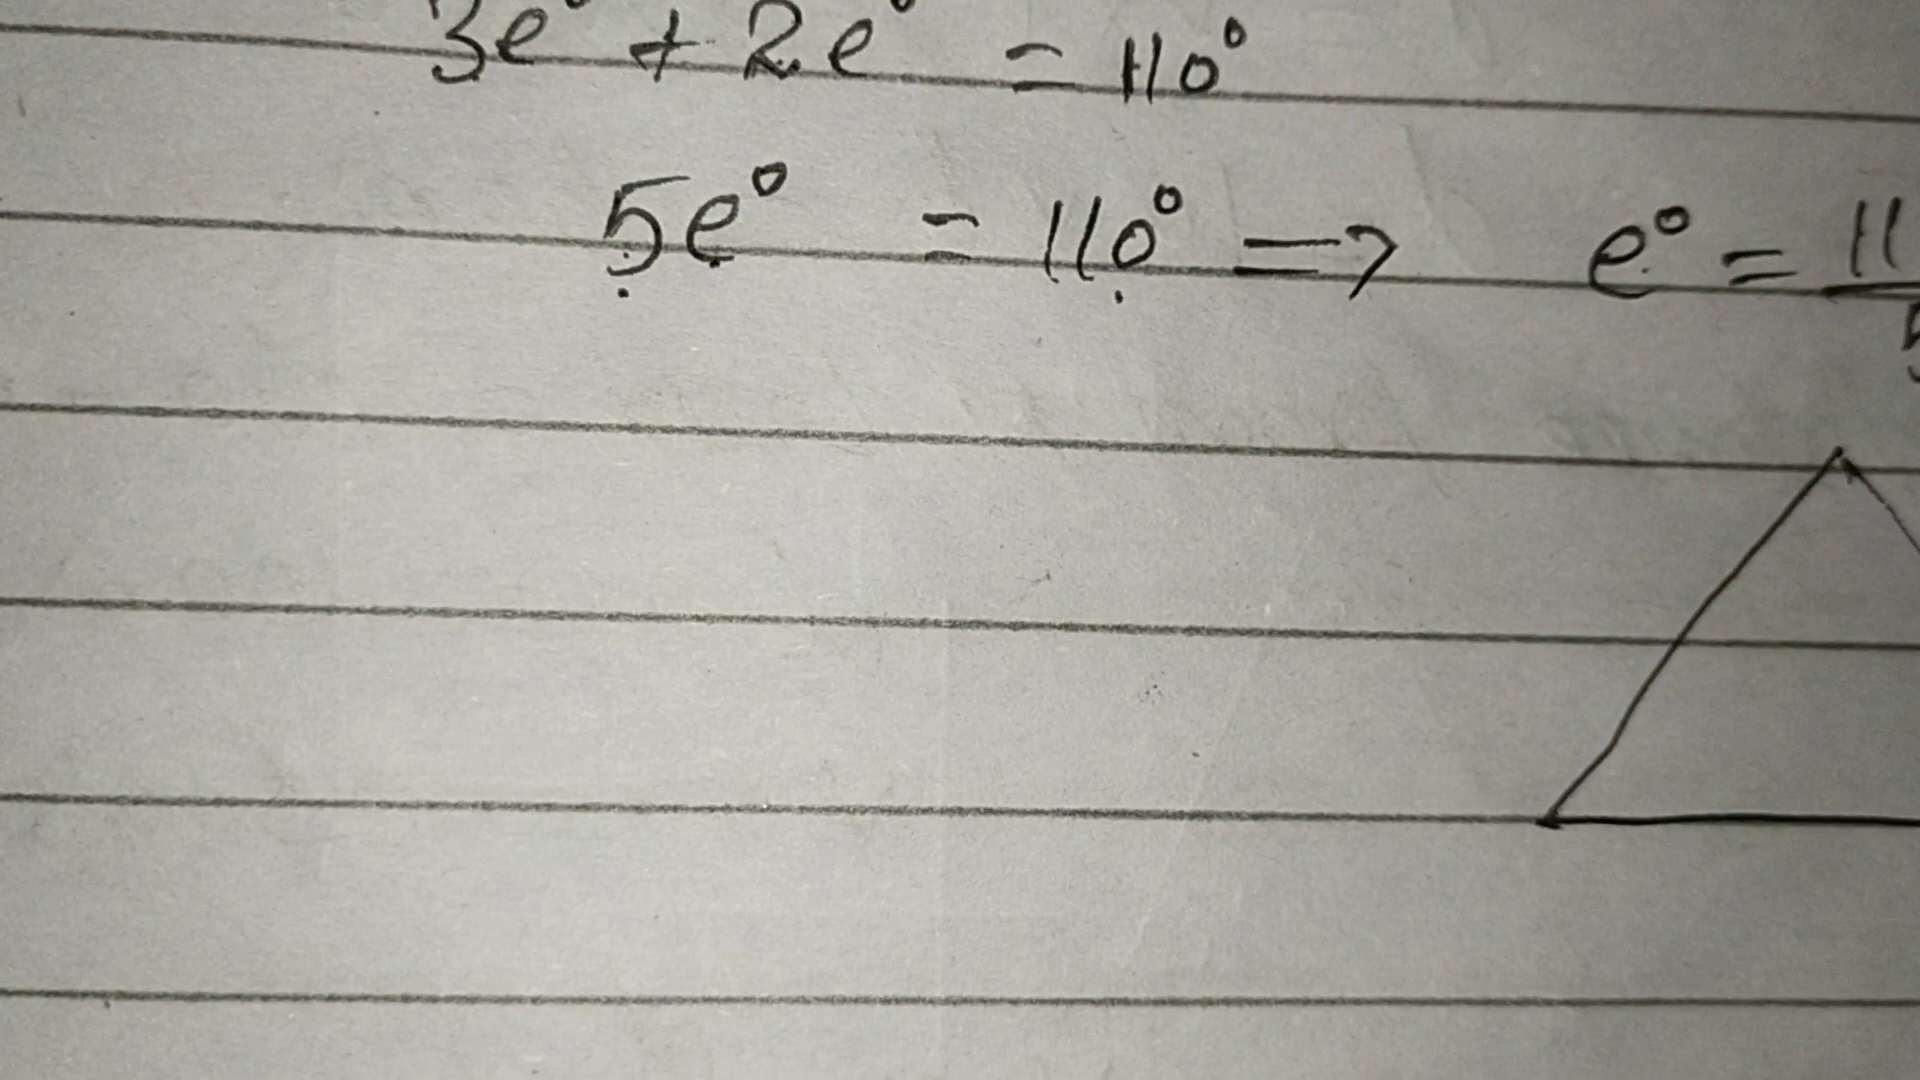 3e° + 2e° = 110°
5e° = 110° => e° = 11